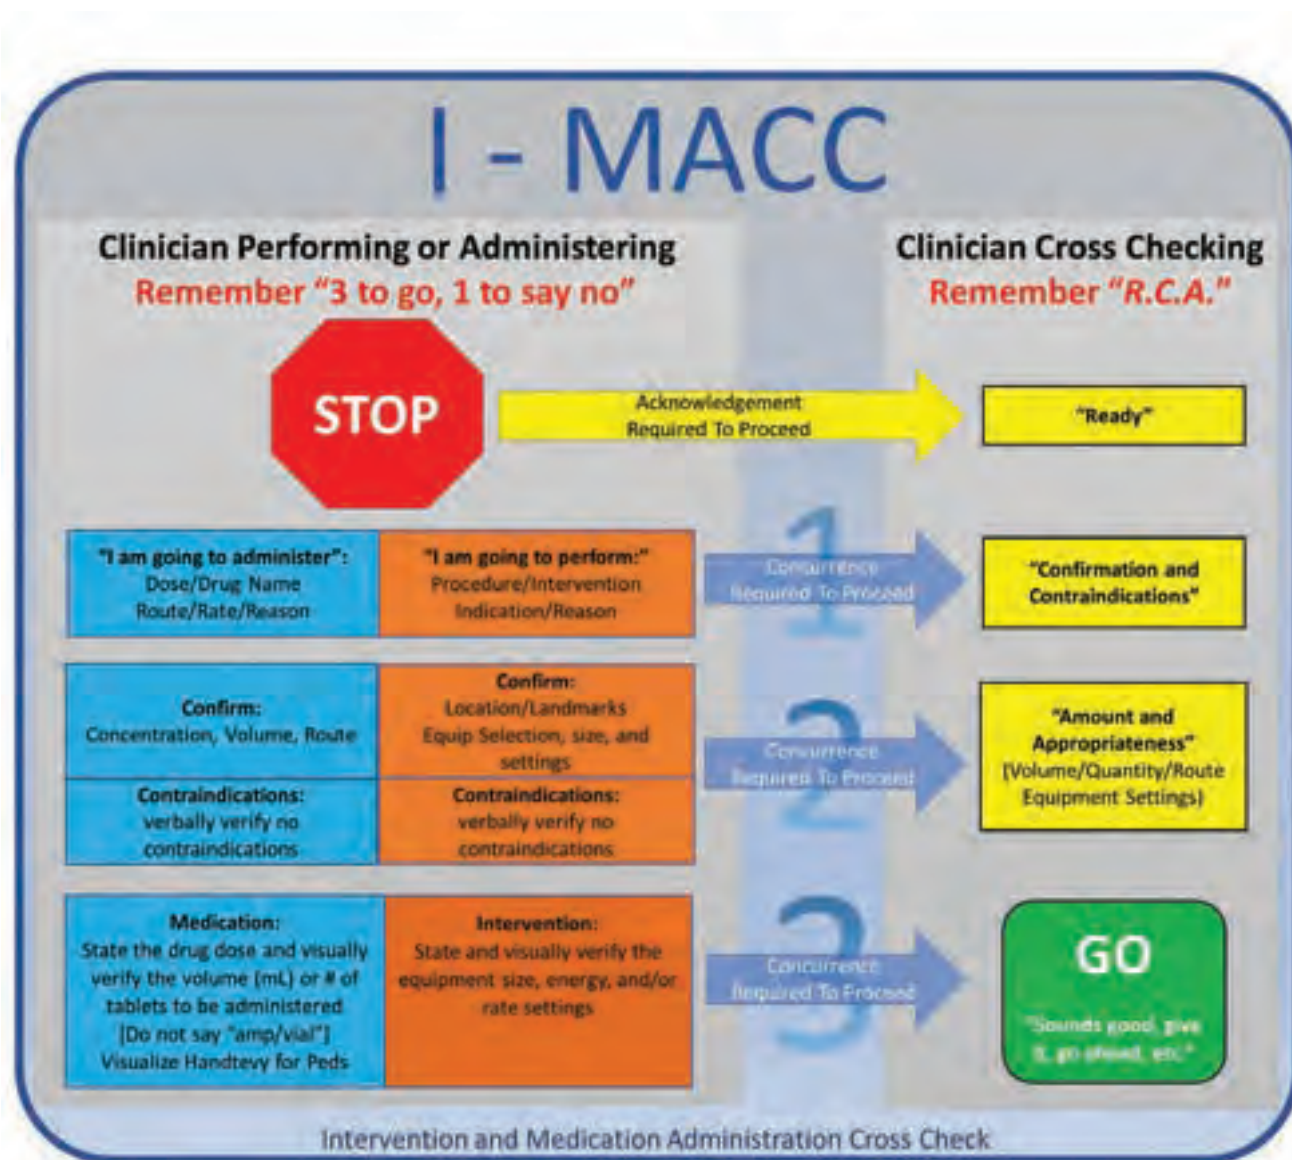 I - MACC
Clinician Performing or Administering
Remember “3 to go, 1 to say no”
Clinician Cross Checking
Remember “R.C.A.”
STOP
Acknowledgement
Required To Proceed
“Ready”
“I am going to administer”:
Dose/Drug Name
Route/Rate/Reason
“I am going to perform:”
Procedure/Intervention
Indication/Reason
1
Concurrence
Required To Proceed
“Confirmation and
Contraindications”
Confirm:
Concentration, Volume, Route
Confirm:
Location/Landmarks
Equip Selection, size, and
settings
Contraindications:
verbally verify no
contraindications
Contraindications:
verbally verify no
contraindications
2
Concurrence
Required To Proceed
“Amount and
Appropriateness”
(Volume/Quantity/Route
Equipment Settings)
Medication:
State the drug dose and visually
verify the volume (mL) or # of
tablets to be administered
[Do not say “amp/vial”]
Visualize Handtevy for Peds
Intervention:
State and visually verify the
equipment size, energy, and/or
rate settings
3
Concurrence
Required To Proceed
GO
“Sounds good, give
it, go ahead, etc.”
Intervention and Medication Administration Cross Check